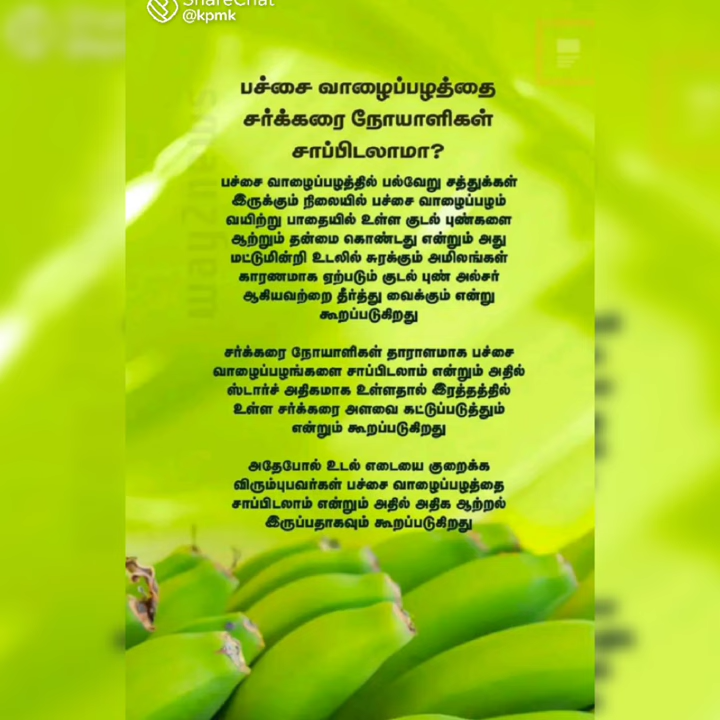 ShareChat
@kpmk
பச்சை வாழைப்பழத்தை
சர்க்கரை நோயாளிகள்
சாப்பிடலாமா?
பச்சை வாழைப்பழத்தில் பல்வேறு சத்துக்கள்
இருக்கும் நிலையில் பச்சை வாழைப்பழம்
வயிற்று பாதையில் உள்ள குடல் புண்களை
ஆற்றும் தன்மை கொண்டது என்றும் அது
மட்டுமின்றி உடலில் சுரக்கும் அமிலங்கள்
காரணமாக ஏற்படும் குடல் புண் அல்சர்
ஆகியவற்றை தீர்த்து வைக்கும் என்று
கூறப்படுகிறது
சர்க்கரை நோயாளிகள் தாராளமாக பச்சை
வாழைப்பழங்களை சாப்பிடலாம் என்றும் அதில்
ஸ்டார்ச் அதிகமாக உள்ளதால் இரத்தத்தில்
உள்ள சர்க்கரை அளவை கட்டுப்படுத்தும்
என்றும் கூறப்படுகிறது
அதேபோல் உடல் எடையை குறைக்க
விரும்புபவர்கள் பச்சை வாழைப்பழத்தை
சாப்பிடலாம் என்றும் அதில் அதிக ஆற்றல்
இருப்பதாகவும் கூறப்படுகிறது